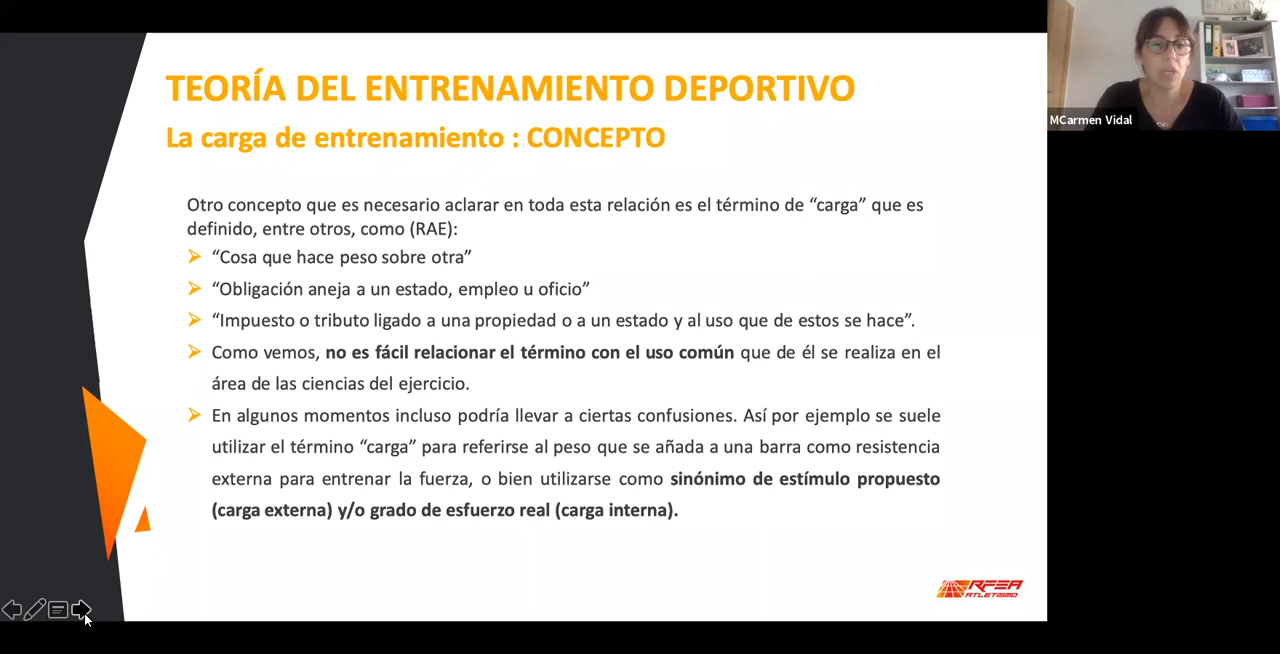 TEORÍA DEL ENTRENAMIENTO DEPORTIVO
La carga de entrenamiento : CONCEPTO
Otro concepto que es necesario aclarar en toda esta relación es el término de “carga” que es
definido, entre otros, como (RAE):
“Cosa que hace peso sobre otra”
“Obligación aneja a un estado, empleo u oficio”
“Impuesto o tributo ligado a una propiedad o a un estado y al uso que de estos se hace”.
Como vemos, no es fácil relacionar el término con el uso común que de él se realiza en el
área de las ciencias del ejercicio.
En algunos momentos incluso podría llevar a ciertas confusiones. Así por ejemplo se suele
utilizar el término “carga” para referirse al peso que se añada a una barra como resistencia
externa para entrenar la fuerza, o bien utilizarse como sinónimo de estímulo propuesto
(carga externa) y/o grado de esfuerzo real (carga interna).
RFEA
ATLETISMO
MCarmen Vidal